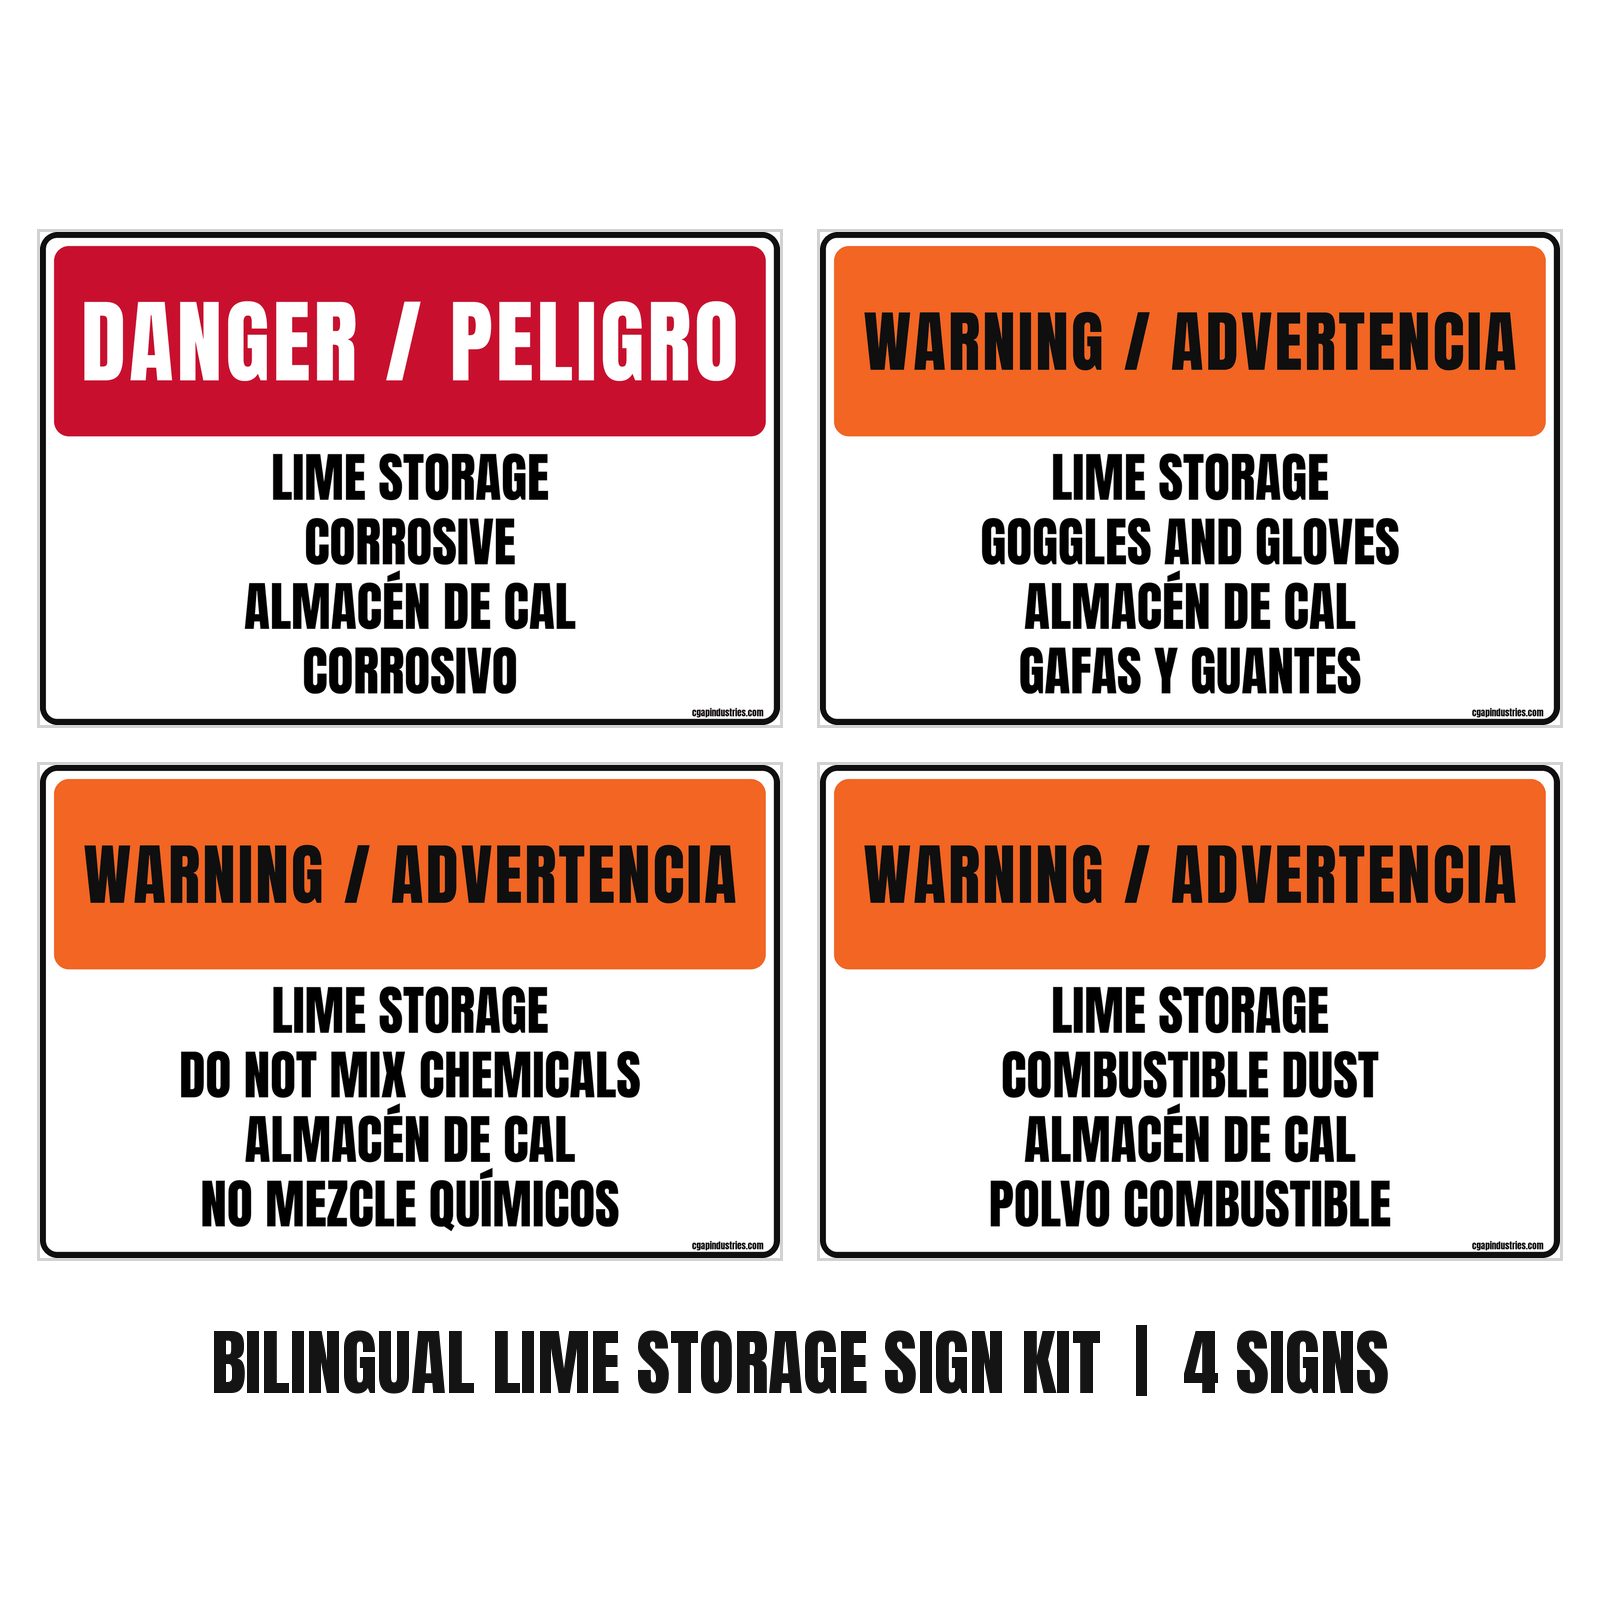 DANGER / PELIGRO
LIME STORAGE
CORROSIVE
ALMACÉN DE CAL
CORROSIVO
cgapindustries.com
WARNING / ADVERTENCIA
LIME STORAGE
GOGGLES AND GLOVES
ALMACÉN DE CAL
GAFAS Y GUANTES
cgapindustries.com
WARNING / ADVERTENCIA
LIME STORAGE
DO NOT MIX CHEMICALS
ALMACÉN DE CAL
NO MEZCLE QUÍMICOS
cgapindustries.com
WARNING / ADVERTENCIA
LIME STORAGE
COMBUSTIBLE DUST
ALMACÉN DE CAL
POLVO COMBUSTIBLE
cgapindustries.com
BILINGUAL LIME STORAGE SIGN KIT | 4 SIGNS